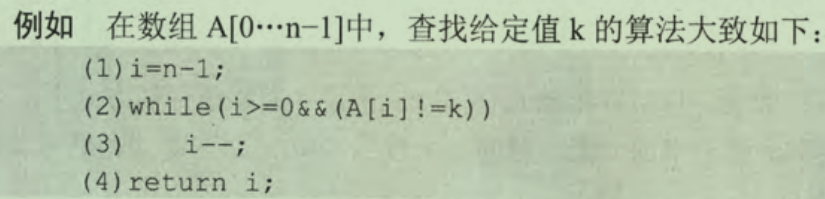 例如 在数组 A[0…n-1]中，查找给定值 k 的算法大致如下：
(1)i=n-1;
(2)while(i>=0&&(A[i]!=k))
(3) i--;
(4)return i;